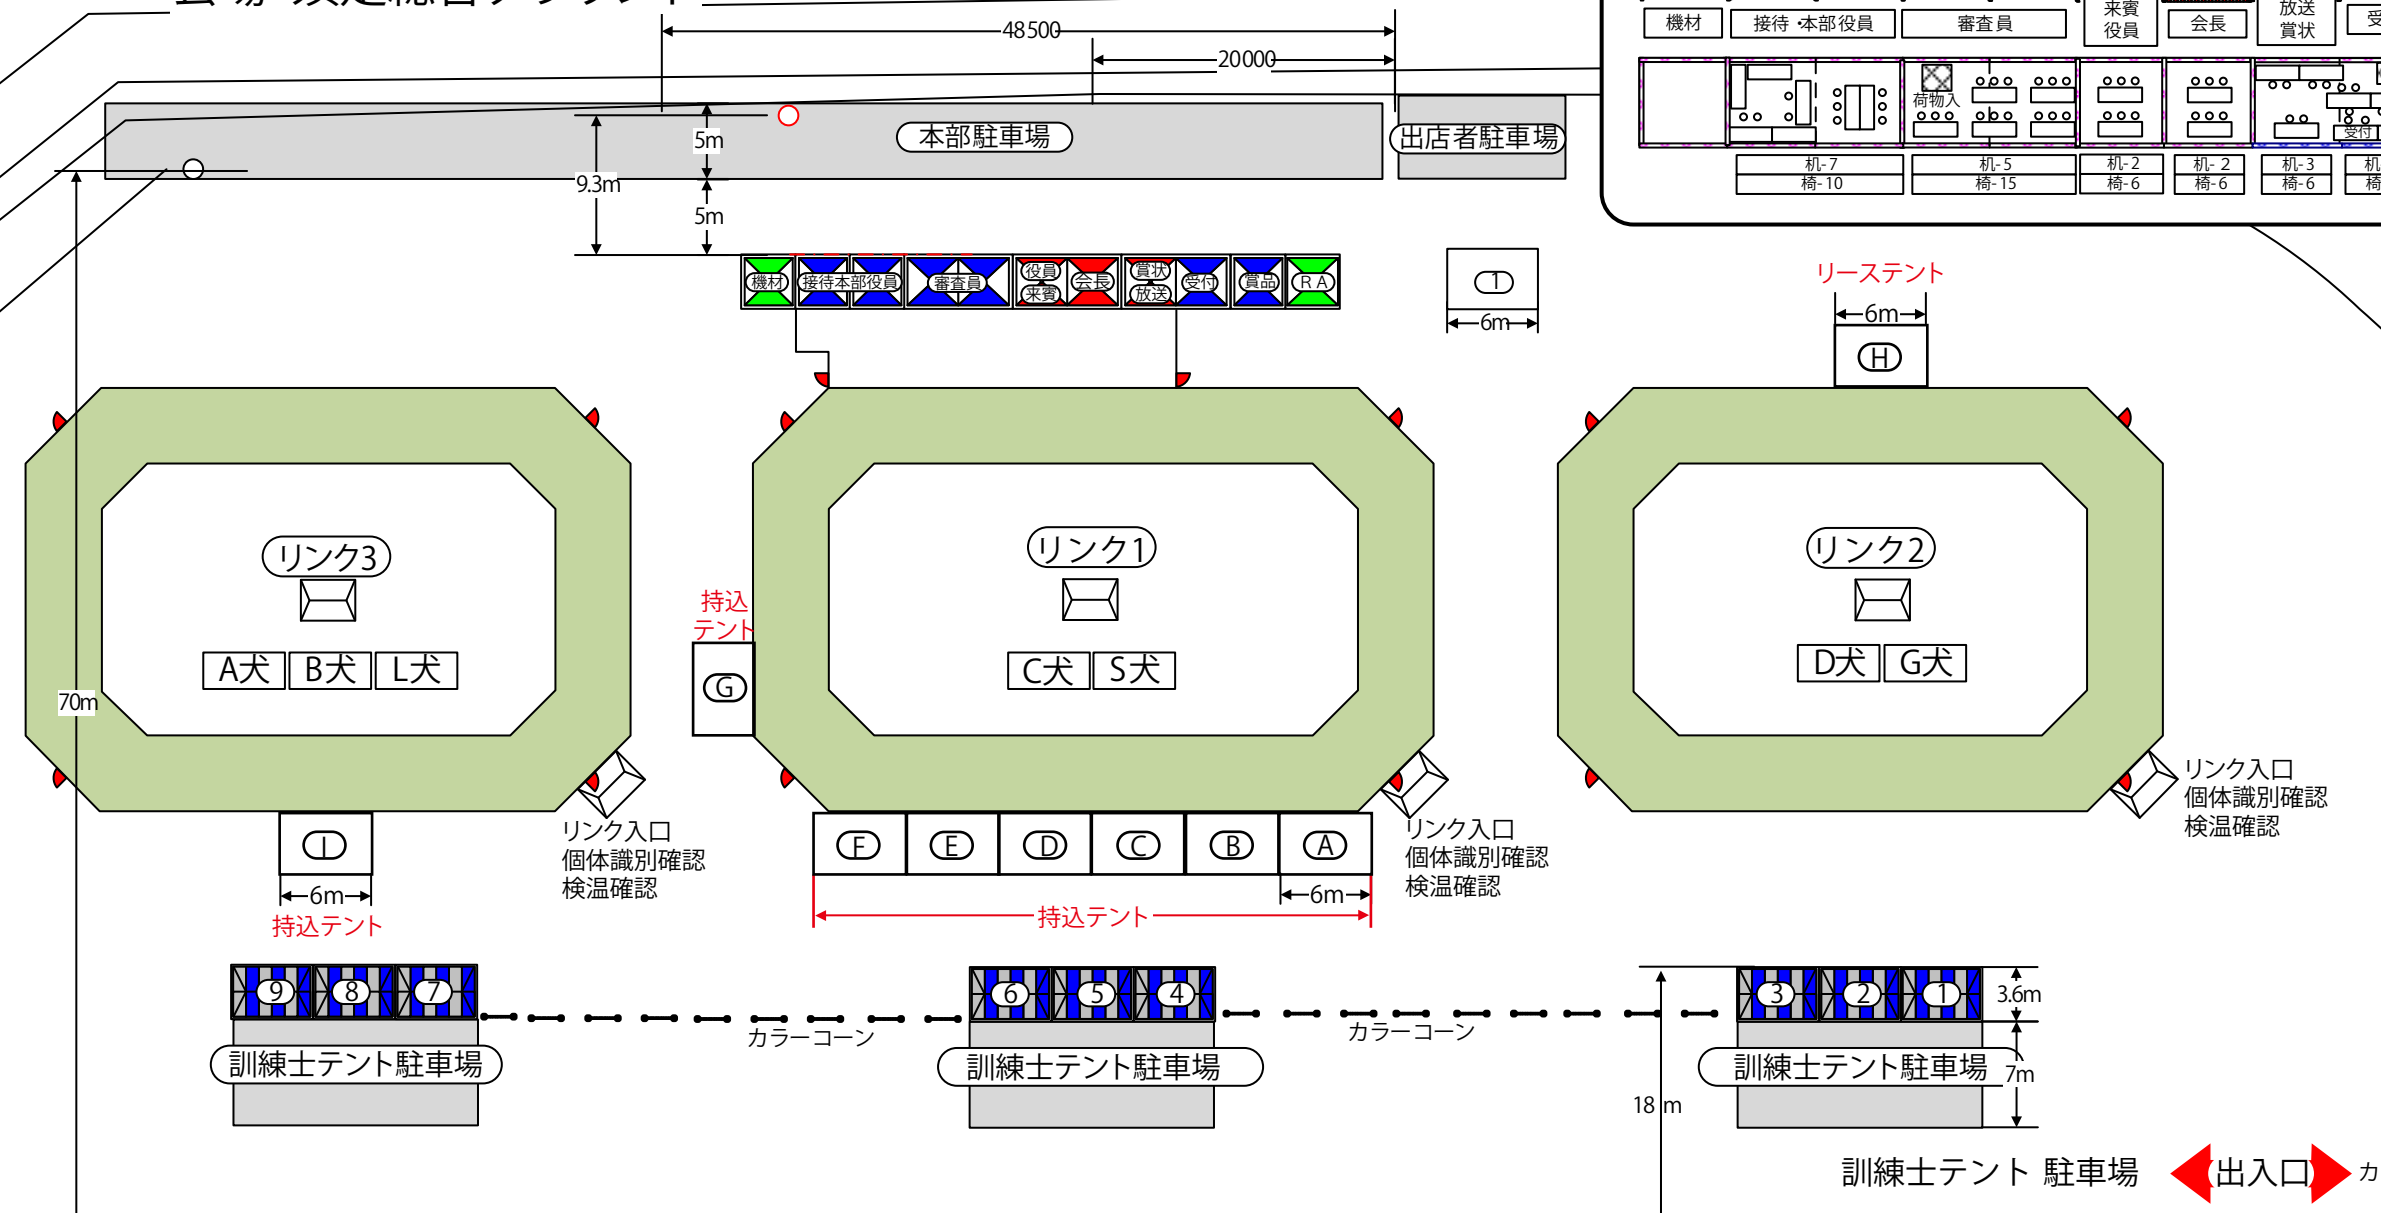 48500
20000
機材
接待・本部役員
審査員
来賓
役員
会長
放送
賞状
荷物入
受付
机-7
椅-10
机-5
椅-15
机-2
椅-6
机-2
椅-6
机-3
椅-6
本部駐車場
出店者駐車場
5m
9.3m
5m
機材
接待本部役員
審査員
役員
来賓
会長
賞状
放送
受付
賞品
RA
1
6m
リーステント
6m
H
リンク3
A犬
B犬
L犬
70m
持込
テント
G
リンク1
C犬
S犬
リンク2
D犬
G犬
リンク入口
個体識別確認
検温確認
I
6m
持込テント
リンク入口
個体識別確認
検温確認
F
E
D
C
B
A
6m
持込テント
リンク入口
個体識別確認
検温確認
9
8
7
カラーコーン
6
5
4
カラーコーン
3
2
1
3.6m
訓練士テント駐車場
訓練士テント駐車場
訓練士テント駐車場
7m
18m
訓練士テント 駐車場
出入口
カ